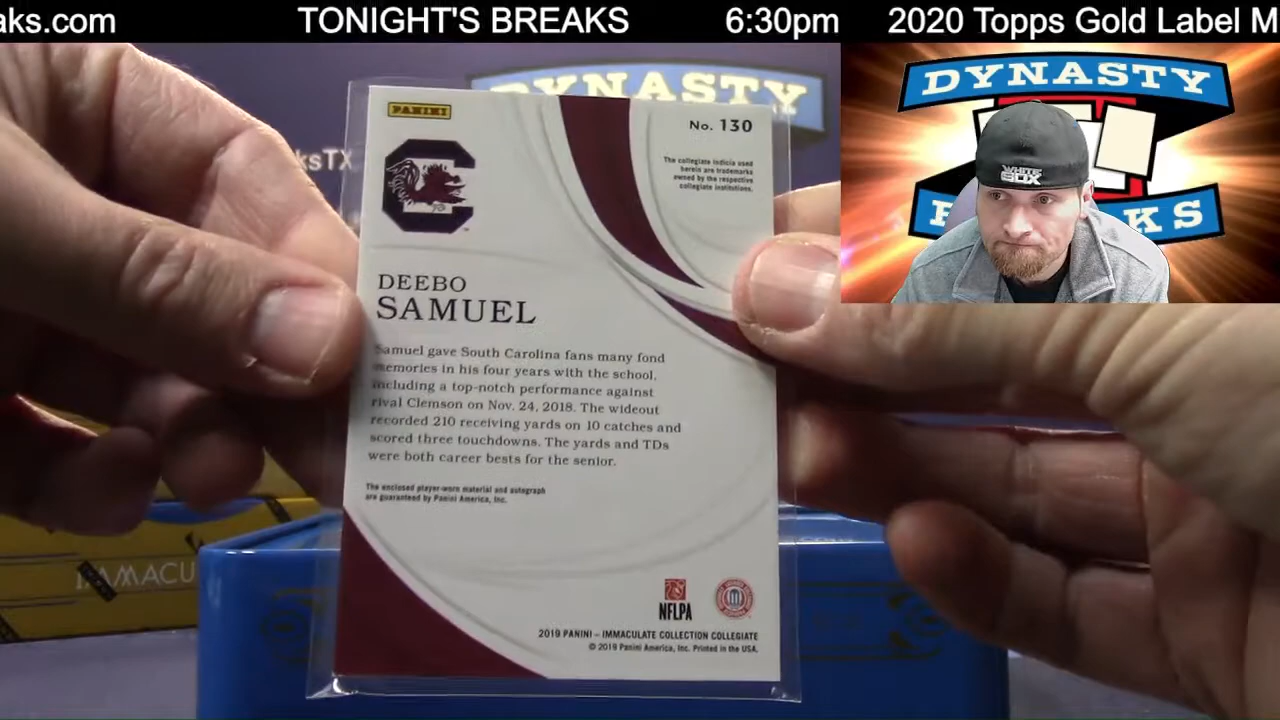 aks.com TONIGHT'S BREAKS 6:30pm 2020 Topps Gold Label M
DYNASTY
WHITE
SOX
KS
ksTX
PANINI
No. 130
The collegiate indicia used
herein are trademarks
owned by the respective
collegiate institutions.
DEEBO
SAMUEL
Samuel gave South Carolina fans many fond
memories in his four years with the school,
including a top-notch performance against
rival Clemson on Nov. 24, 2018. The wideout
recorded 210 receiving yards on 10 catches and
scored three touchdowns. The yards and TDs
were both career bests for the senior.
The enclosed player-worn material and autograph
are guaranteed by Panini America, Inc.
IMMACU
NFLPA
2019 PANINI – IMMACULATE COLLECTION COLLEGIATE
© 2019 Panini America, Inc. Printed in the USA.